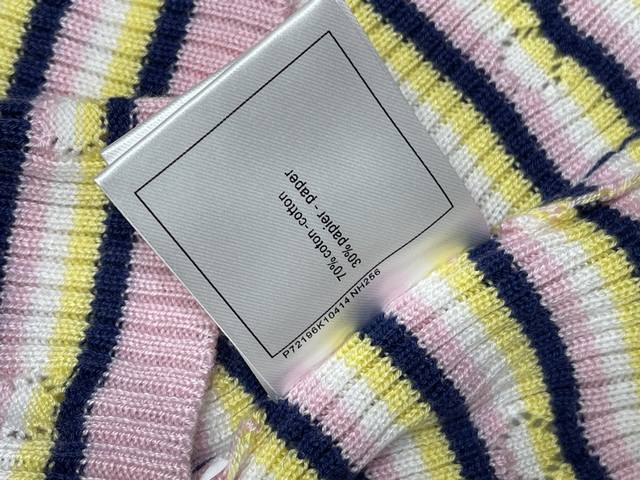 70% coton - cotton
30% papier - paper
P72196K10414 NH256